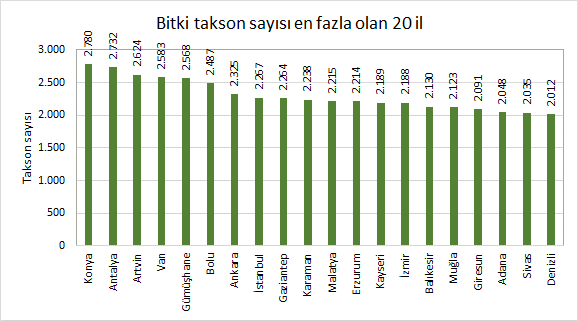 Bitki takson sayısı en fazla olan 20 il
Takson sayısı
3.000
2.500
2.000
1.500
1.000
500
0
2.780
2.732
2.624
2.583
2.568
2.487
2.325
2.267
2.264
2.238
2.215
2.214
2.189
2.188
2.130
2.123
2.091
2.048
2.035
2.012
Konya
Antalya
Artvin
Van
Gümüşhane
Bolu
Ankara
İstanbul
Gaziantep
Karaman
Malatya
Erzurum
Kayseri
İzmir
Balıkesir
Muğla
Giresun
Adana
Sivas
Denizli